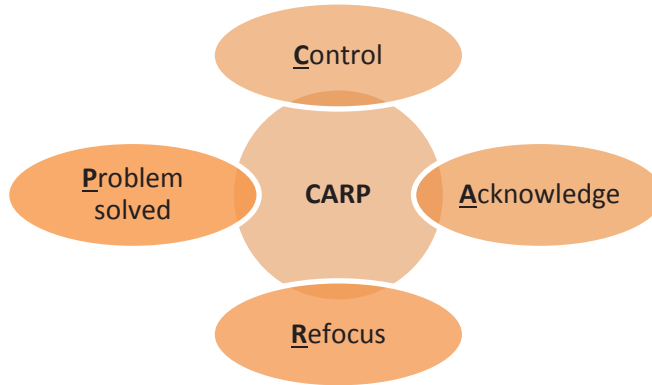 Control
Problem
solved
CARP
Acknowledge
Refocus